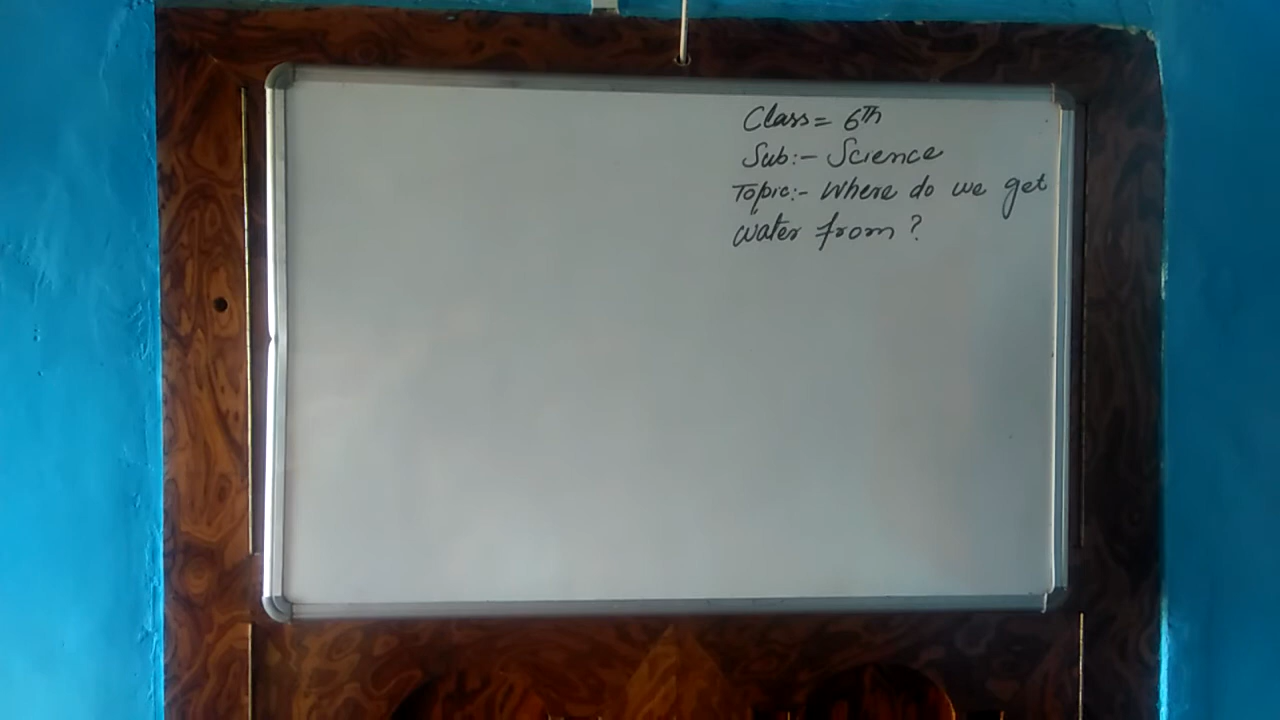 Class= 6th
Sub:- Science
Topic:- Where do we get
water from?